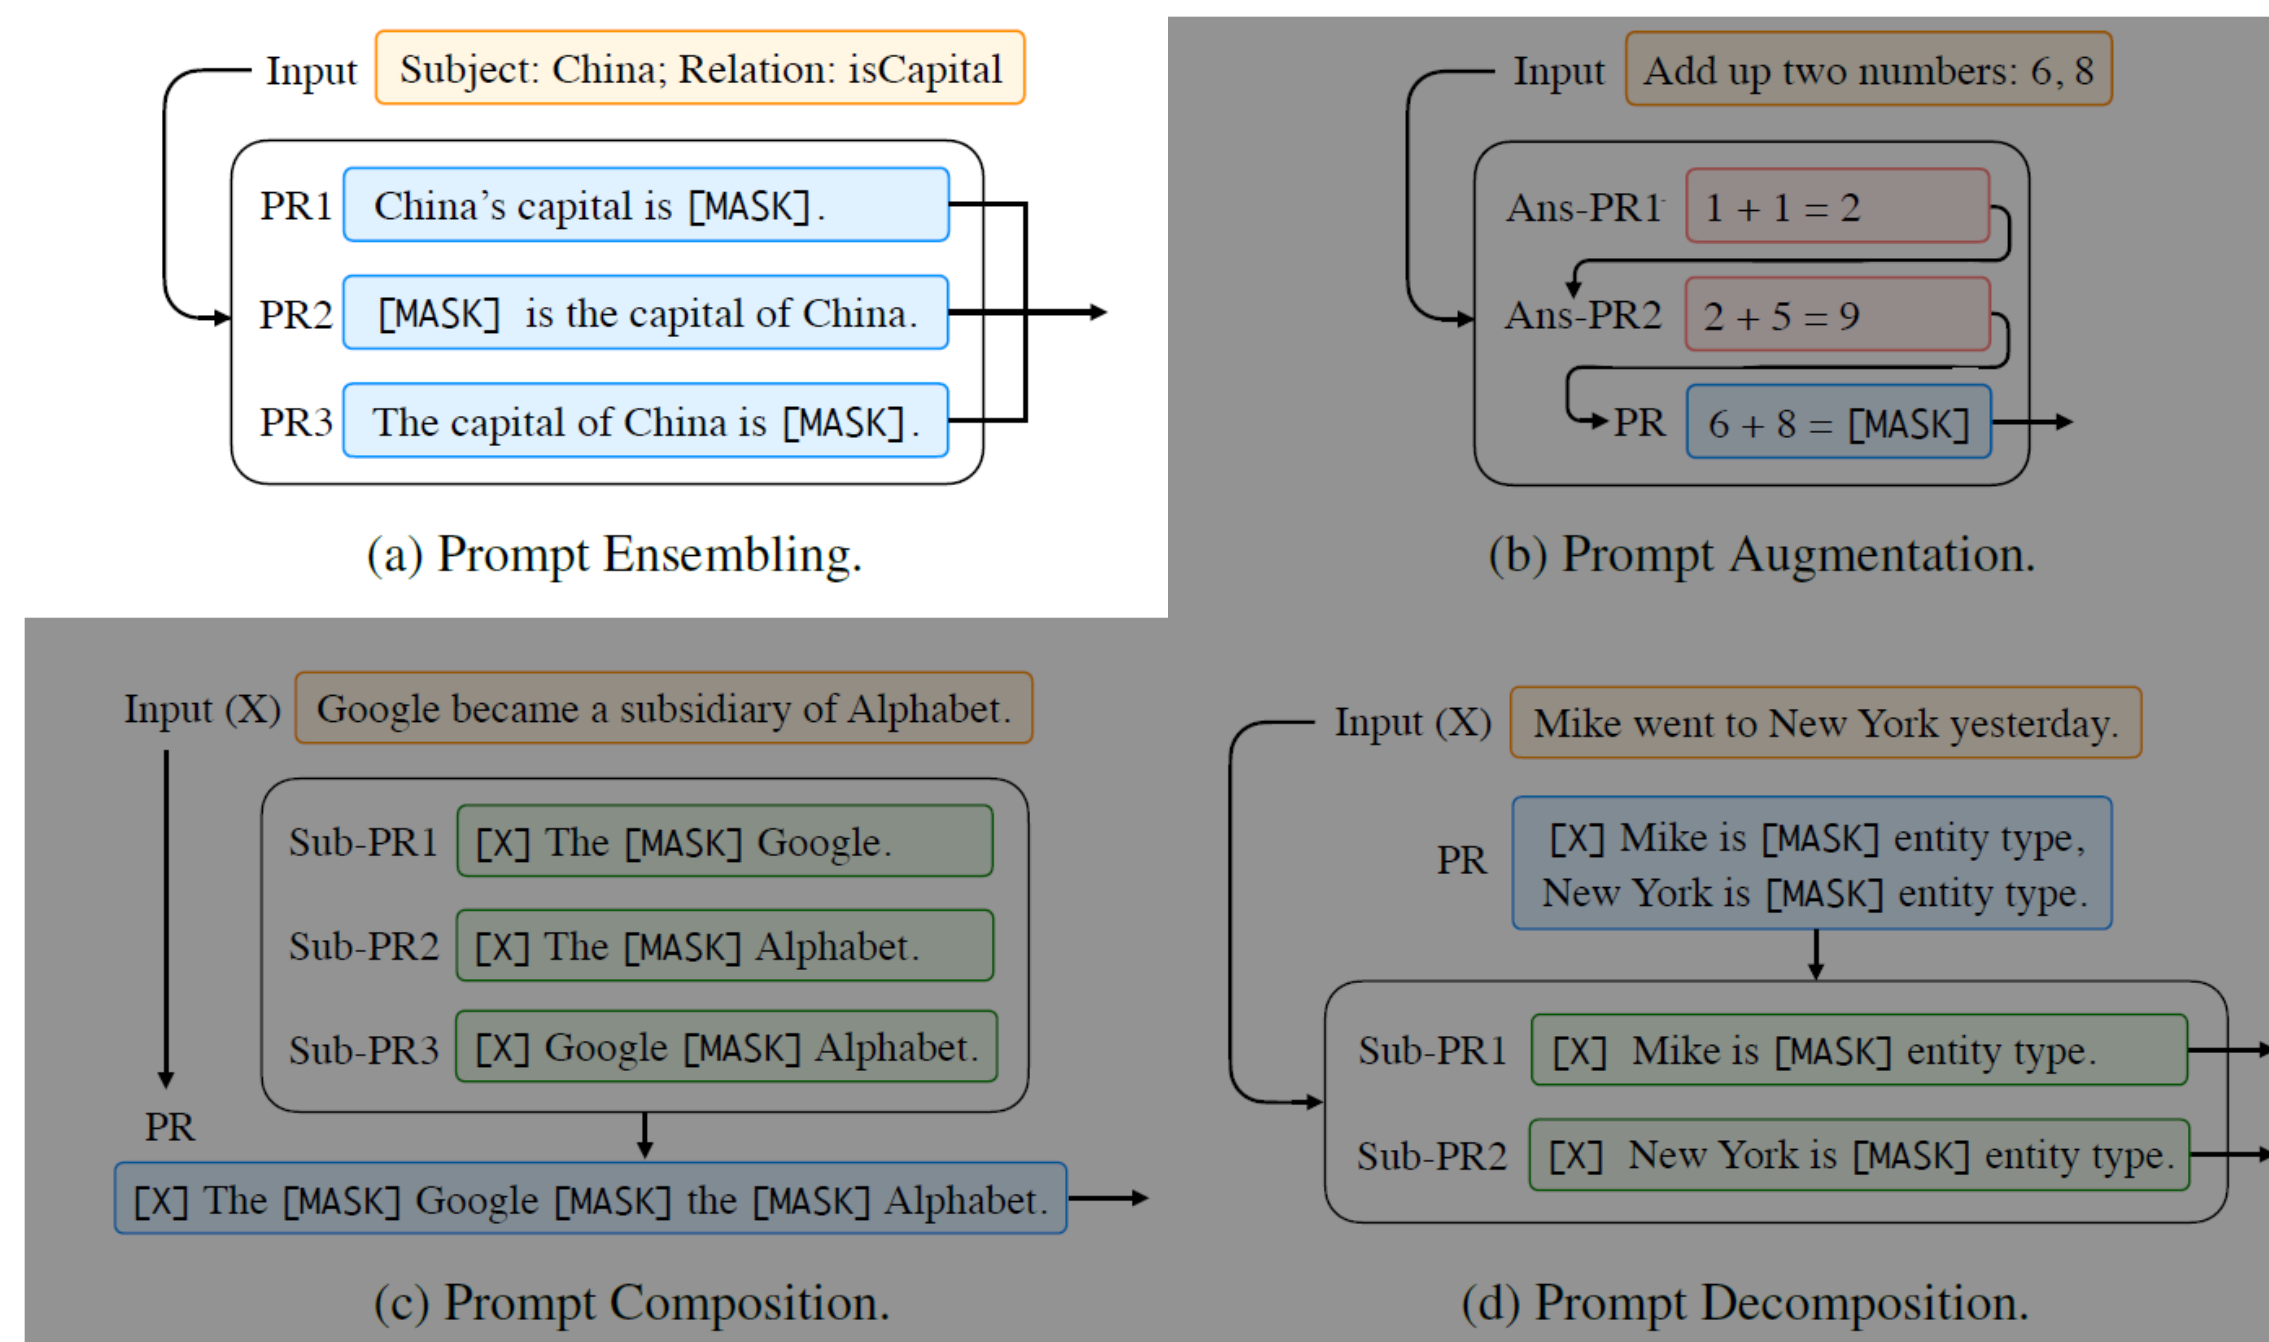 Input Subject: China; Relation: isCapital
PR1 China’s capital is [MASK].
PR2 [MASK] is the capital of China.
PR3 The capital of China is [MASK].
(a) Prompt Ensembling.
Input Add up two numbers: 6, 8
Ans-PR1 1 + 1 = 2
Ans-PR2 2 + 5 = 9
PR 6 + 8 = [MASK]
(b) Prompt Augmentation.
Input (X) Google became a subsidiary of Alphabet.
Sub-PR1 [X] The [MASK] Google.
Sub-PR2 [X] The [MASK] Alphabet.
Sub-PR3 [X] Google [MASK] Alphabet.
PR
[X] The [MASK] Google [MASK] the [MASK] Alphabet.
(c) Prompt Composition.
Input (X) Mike went to New York yesterday.
PR [X] Mike is [MASK] entity type,
New York is [MASK] entity type.
Sub-PR1 [X] Mike is [MASK] entity type.
Sub-PR2 [X] New York is [MASK] entity type.
(d) Prompt Decomposition.